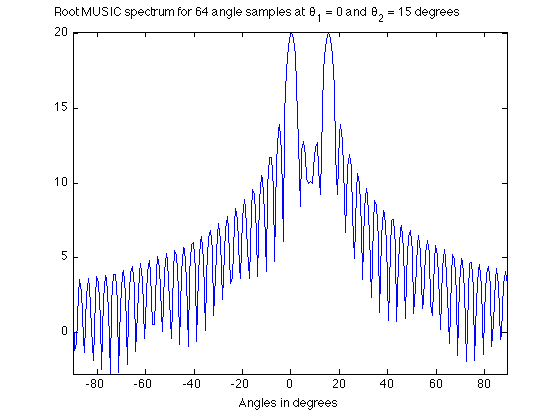 Root MUSIC spectrum for 64 angle samples at θ1 = 0 and θ2 = 15 degrees
20
15
10
5
0
-80 -60 -40 -20 0 20 40 60 80
Angles in degrees